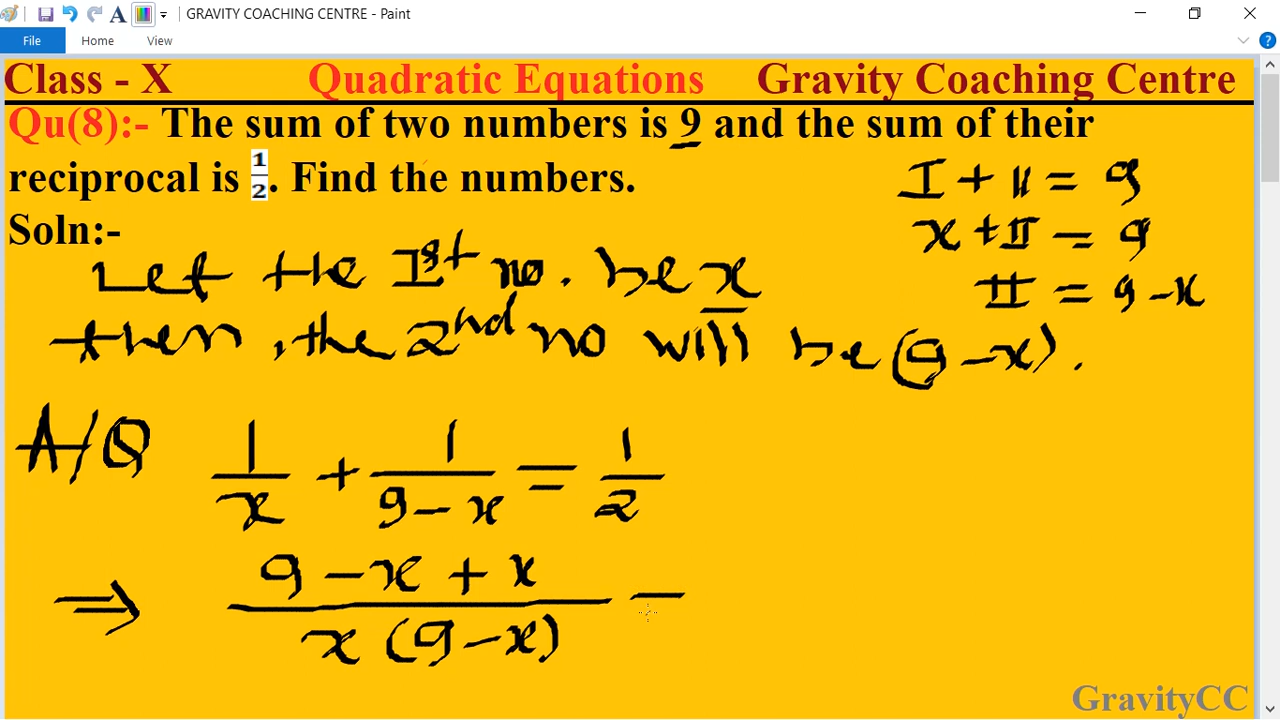 GRAVITY COACHING CENTRE - Paint
File Home View
Class - X Quadratic Equations Gravity Coaching Centre
Qu(8):- The sum of two numbers is 9 and the sum of their
reciprocal is 1/2. Find the numbers.
Soln:-
I + II = 9
x + II = 9
II = 9 - x
Let the Ist no. be x
then, the 2nd no will be (9 - x).
A/Q 1/x + 1/(9 - x) = 1/2
⇒ (9 - x + x)/(x(9 - x)) =
GravityCC